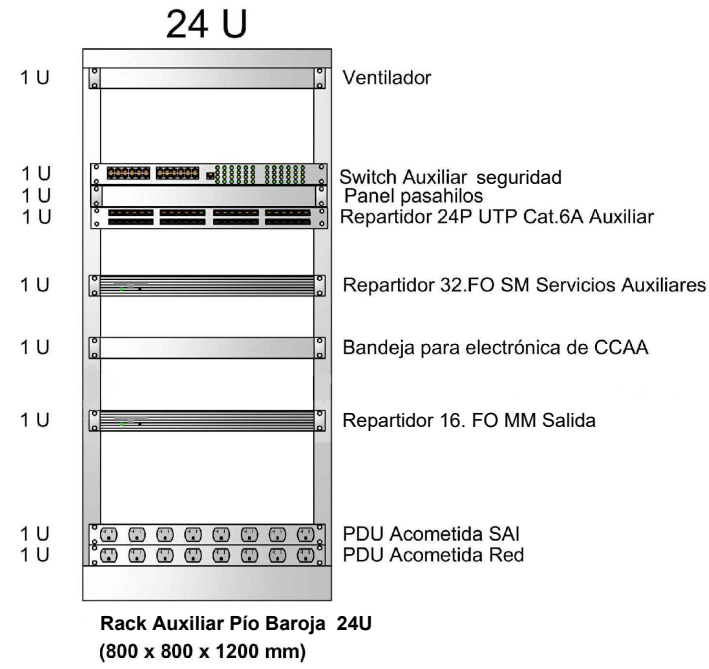 24 U
1 U Ventilador
1 U Switch Auxiliar seguridad
1 U Panel pasahilos
1 U Repartidor 24P UTP Cat.6A Auxiliar
1 U Repartidor 32.FO SM Servicios Auxiliares
1 U Bandeja para electrónica de CCAA
1 U Repartidor 16. FO MM Salida
1 U PDU Acometida SAI
1 U PDU Acometida Red
Rack Auxiliar Pío Baroja 24U
(800 x 800 x 1200 mm)